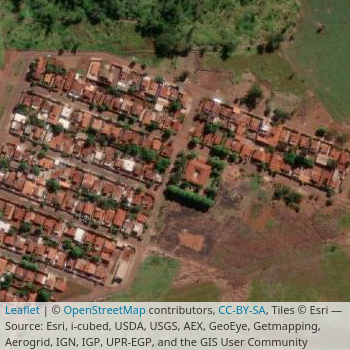 Leaflet | © OpenStreetMap contributors, CC-BY-SA, Tiles © Esri —
Source: Esri, i-cubed, USDA, USGS, AEX, GeoEye, Getmapping,
Aerogrid, IGN, IGP, UPR-EGP, and the GIS User Community